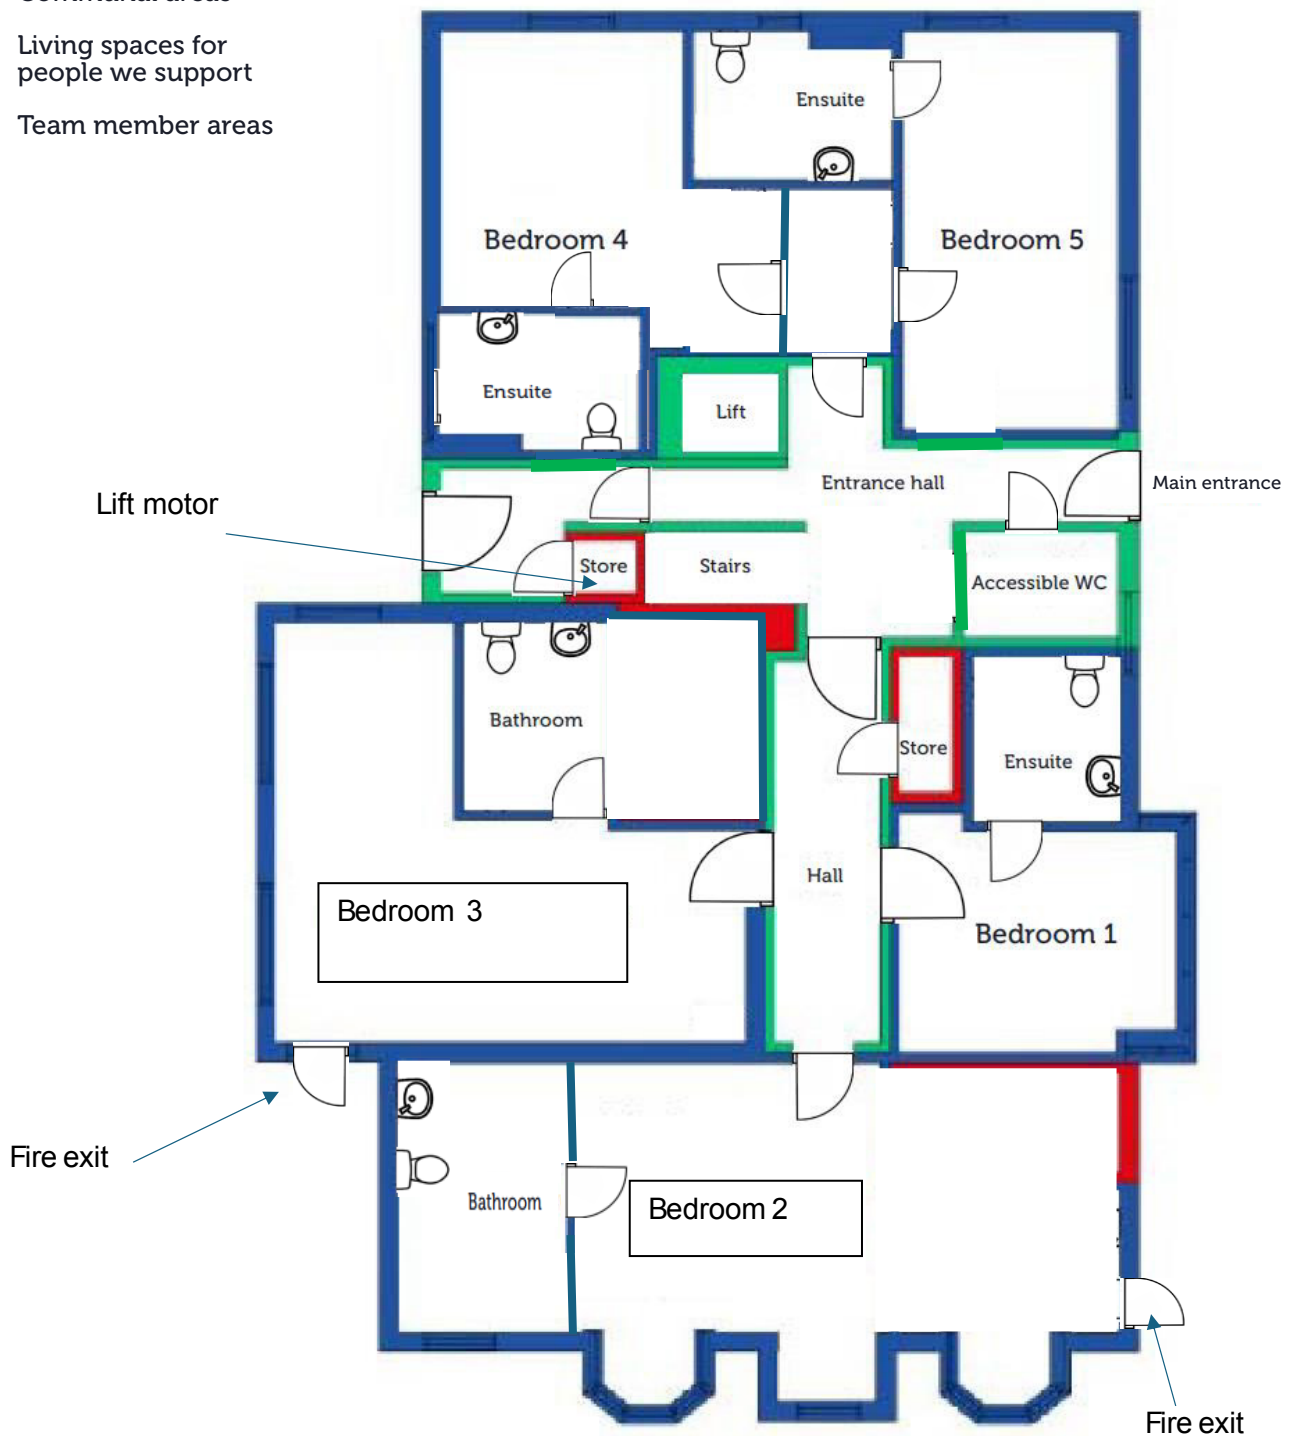 Communal areas
Living spaces for
people we support
Team member areas
Ensuite
Bedroom 4
Bedroom 5
Ensuite
Lift
Entrance hall
Main entrance
Lift motor
Store
Stairs
Accessible WC
Bathroom
Store
Ensuite
Hall
Bedroom 3
Bedroom 1
Fire exit
Bathroom
Bedroom 2
Fire exit